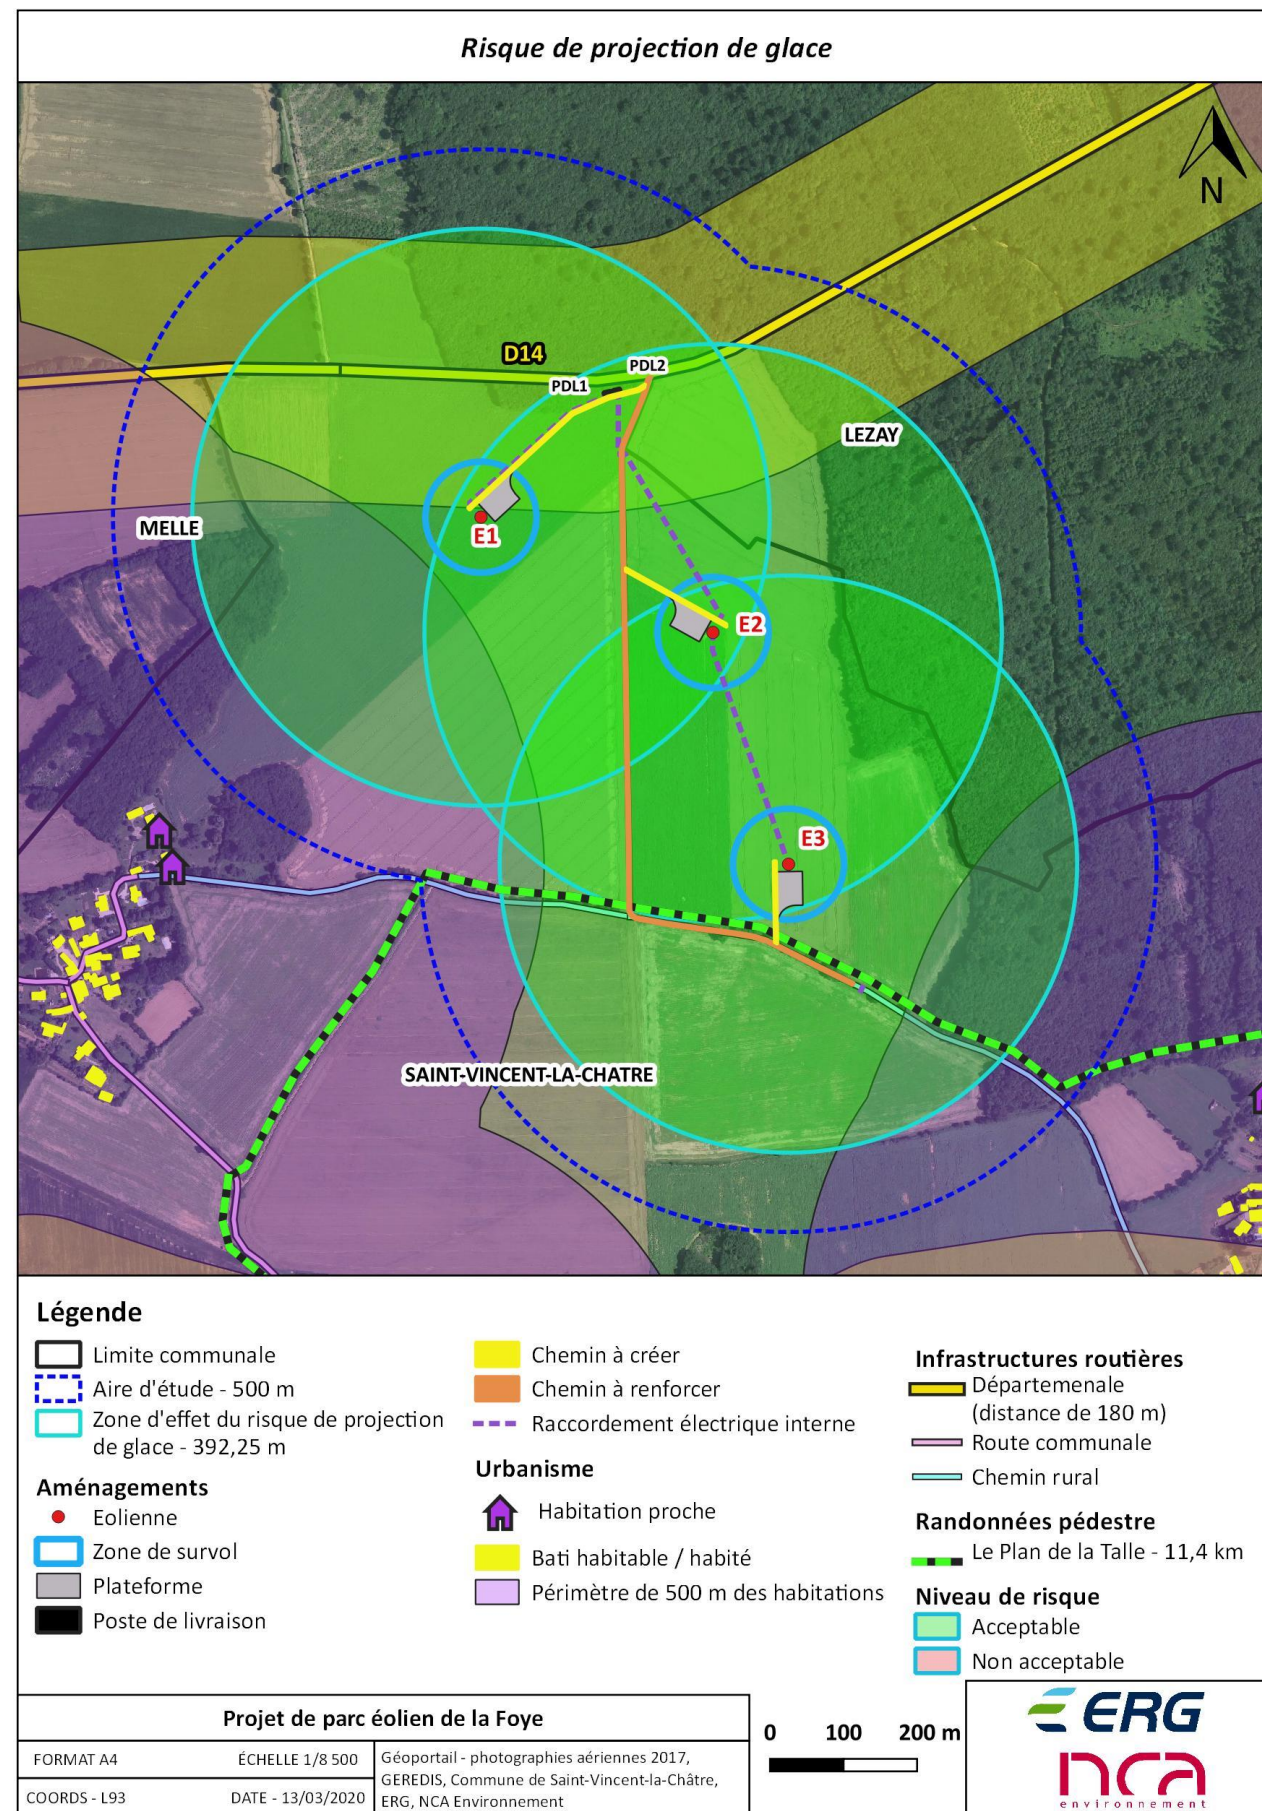 Risque de projection de glace
N
D14
PDL2
PDL1
LEZAY
MELLE
E1
E2
E3
SAINT-VINCENT-LA-CHATRE
Légende
Limite communale
Aire d'étude - 500 m
Zone d'effet du risque de projection
de glace - 392,25 m
Aménagements
Eolienne
Zone de survol
Plateforme
Poste de livraison
Chemin à créer
Chemin à renforcer
Raccordement électrique interne
Urbanisme
Habitation proche
Bati habitable / habité
Périmètre de 500 m des habitations
Infrastructures routières
Départemenale
(distance de 180 m)
Route communale
Chemin rural
Randonnées pédestre
Le Plan de la Talle - 11,4 km
Niveau de risque
Acceptable
Non acceptable
Projet de parc éolien de la Foye
FORMAT A4
ÉCHELLE 1/8 500
COORDS - L93
DATE - 13/03/2020
Géoportail - photographies aériennes 2017,
GEREDIS, Commune de Saint-Vincent-la-Châtre,
ERG, NCA Environnement
0 100 200 m
ERG
nca
environnement